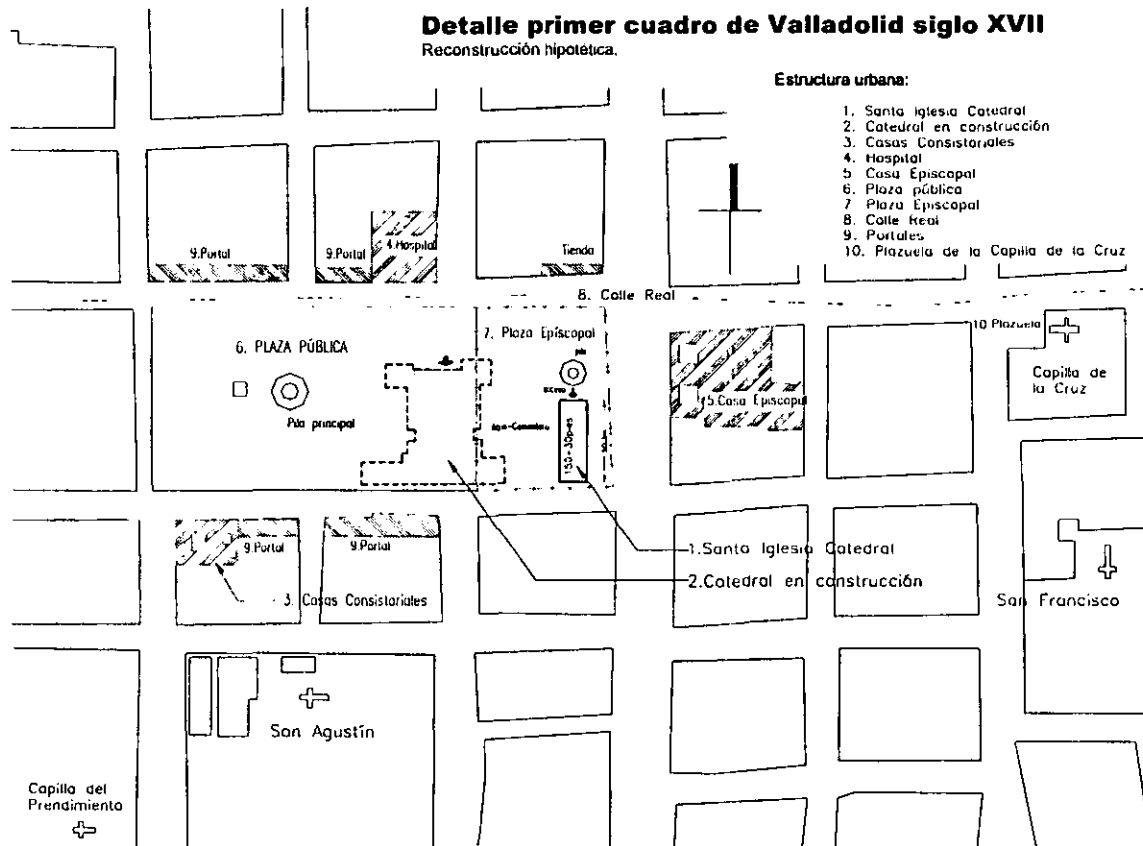 Detalle primer cuadro de Valladolid siglo XVII
Reconstrucción hipotética.
Estructura urbana:
1. Santa Iglesia Catedral
2. Catedral en construcción
3. Casas Consistoriales
4. Hospital
5 Casa Episcopal
6. Plaza pública
7 Plaza Episcopal
8. Calle Real
9. Portales
10. Plazuela de la Capilla de la Cruz
9.Portal
9.Portal
4.Hospital
Tienda
8. Calle Real
6. PLAZA PÚBLICA
7. Plaza Episcopal
10 Plazuela
Pila
Capilla de
la Cruz
5.Casa Episcopal
Pila principal
9.Portal
9.Portal
1.Santa Iglesia Catedral
2.Catedral en construcción
3. Casas Consistoriales
San Francisco
San Agustín
Capilla del
Prendimiento